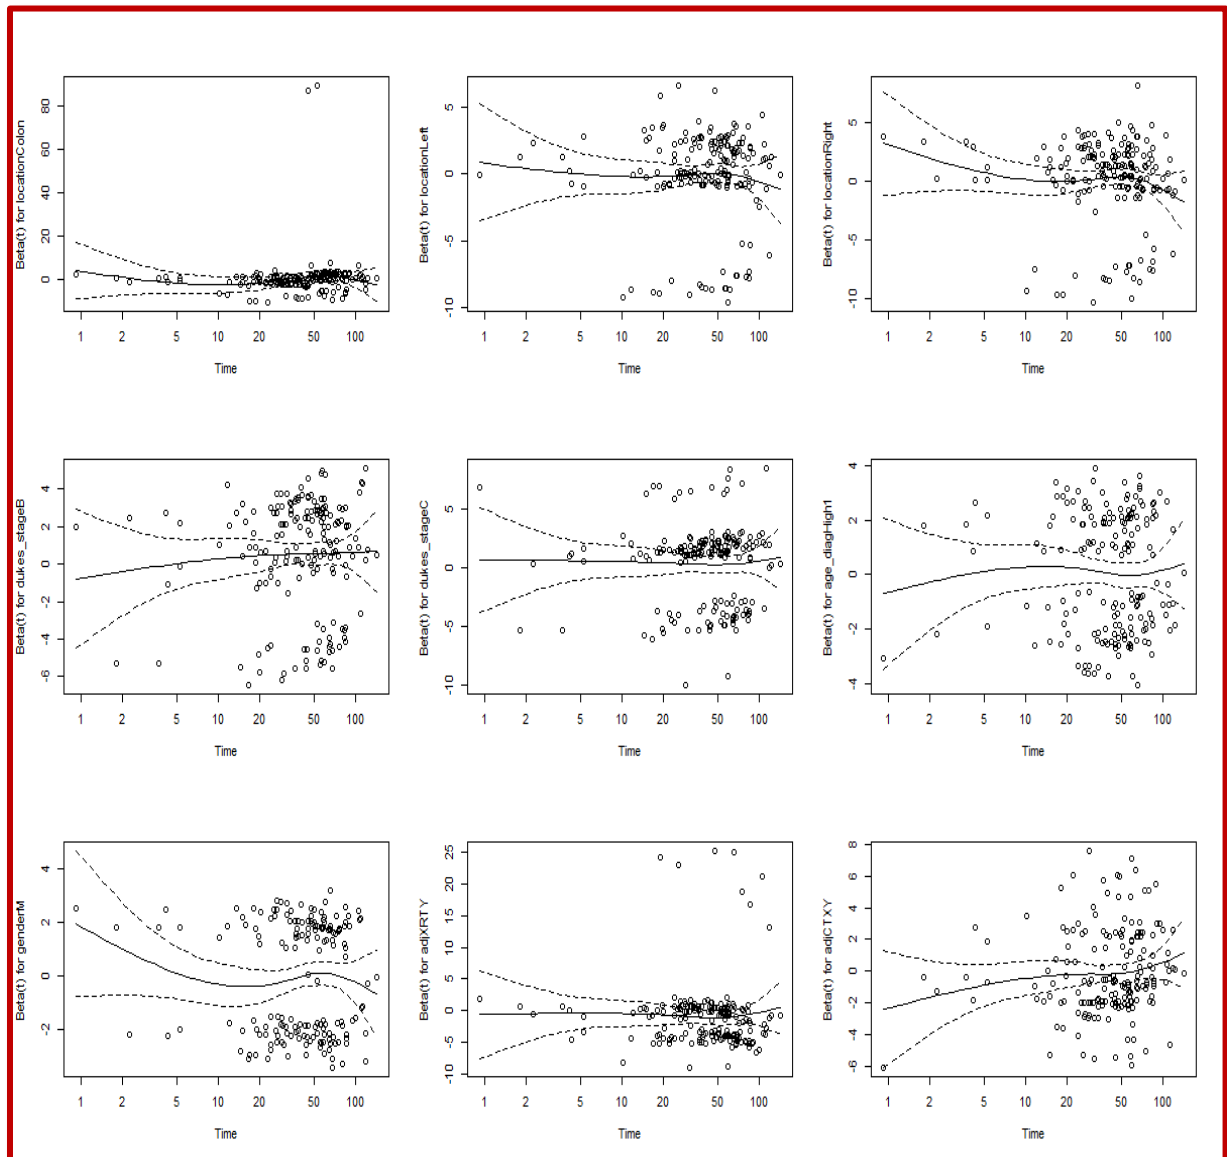 Beta(t) for locationColon
80
60
40
20
0
1 2 5 10 20 50 100
Time
Beta(t) for locationLeft
5
0
-5
-10
1 2 5 10 20 50 100
Time
Beta(t) for locationRight
5
0
-5
-10
1 2 5 10 20 50 100
Time
Beta(t) for dukes_stageB
4
2
0
-2
-4
-6
1 2 5 10 20 50 100
Time
Beta(t) for dukes_stageC
5
0
-5
-10
1 2 5 10 20 50 100
Time
Beta(t) for age_diagHigh1
4
2
0
-2
-4
1 2 5 10 20 50 100
Time
Beta(t) for genderM
4
2
0
-2
1 2 5 10 20 50 100
Time
Beta(t) for adjXRTY
25
20
15
10
5
0
-5
-10
1 2 5 10 20 50 100
Time
Beta(t) for adjCTXY
8
6
4
2
0
-2
-4
-6
1 2 5 10 20 50 100
Time